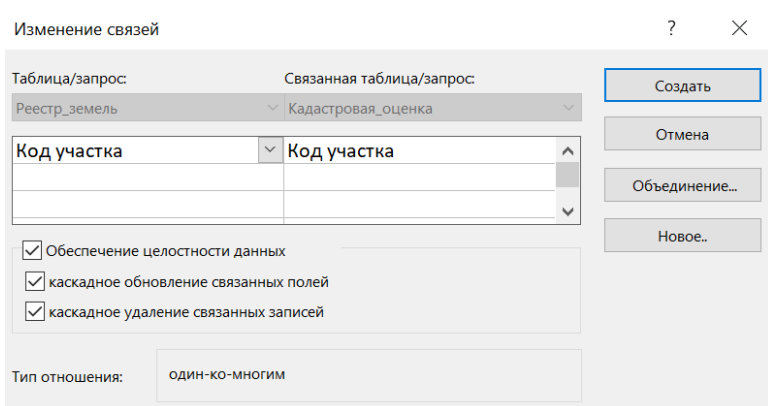 Изменение связей
?
Таблица/запрос:
Связанная таблица/запрос:
Реестр_земель
Кадастровая_оценка
Код участка
Код участка
Обеспечение целостности данных
каскадное обновление связанных полей
каскадное удаление связанных записей
Тип отношения:
один-ко-многим
Создать
Отмена
Объединение...
Новое..